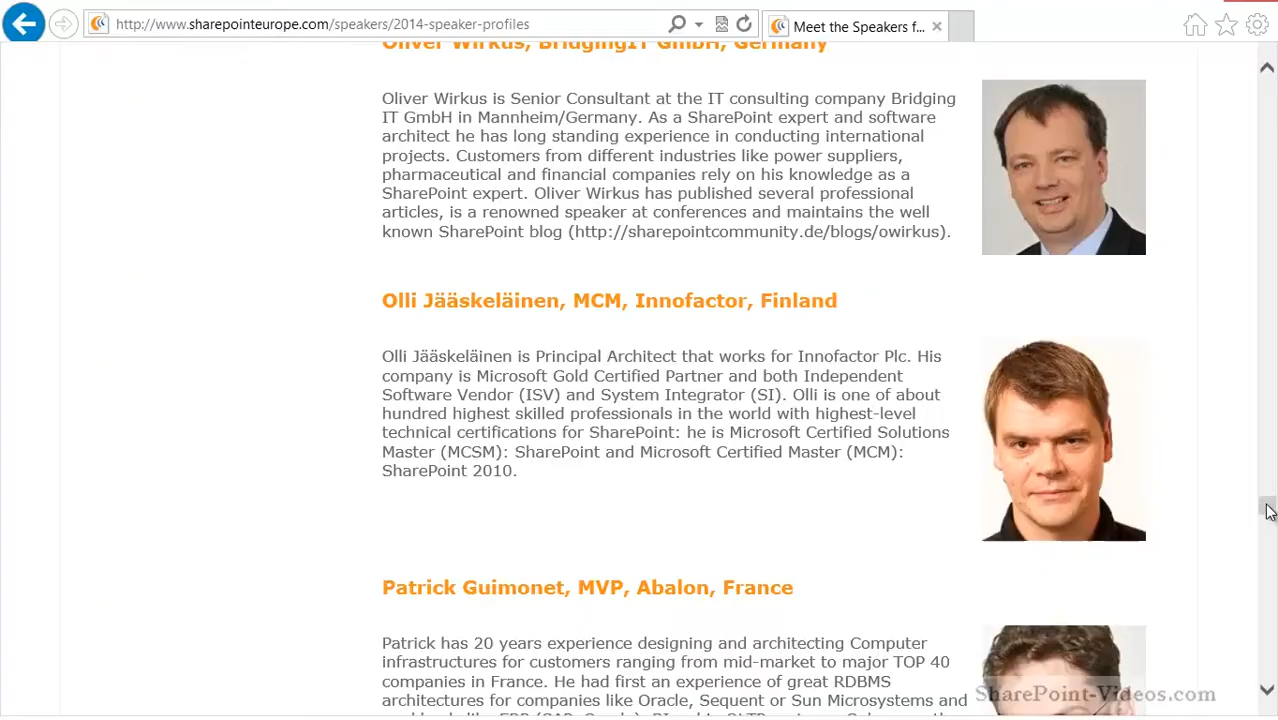 http://www.sharepointeurope.com/speakers/2014-speaker-profiles
Meet the Speakers f...
Oliver Wirkus, BridgingIT GmbH, Germany
Oliver Wirkus is Senior Consultant at the IT consulting company Bridging
IT GmbH in Mannheim/Germany. As a SharePoint expert and software
architect he has long standing experience in conducting international
projects. Customers from different industries like power suppliers,
pharmaceutical and financial companies rely on his knowledge as a
SharePoint expert. Oliver Wirkus has published several professional
articles, is a renowned speaker at conferences and maintains the well
known SharePoint blog (http://sharepointcommunity.de/blogs/owirkus).
Olli Jääskeläinen, MCM, Innofactor, Finland
Olli Jääskeläinen is Principal Architect that works for Innofactor Plc. His
company is Microsoft Gold Certified Partner and both Independent
Software Vendor (ISV) and System Integrator (SI). Olli is one of about
hundred highest skilled professionals in the world with highest-level
technical certifications for SharePoint: he is Microsoft Certified Solutions
Master (MCSM): SharePoint and Microsoft Certified Master (MCM):
SharePoint 2010.
Patrick Guimonet, MVP, Abalon, France
Patrick has 20 years experience designing and architecting Computer
infrastructures for customers ranging from mid-market to major TOP 40
companies in France. He had first an experience of great RDBMS
architectures for companies like Oracle, Sequent or Sun Microsystems and
SharePoint-Videos.com